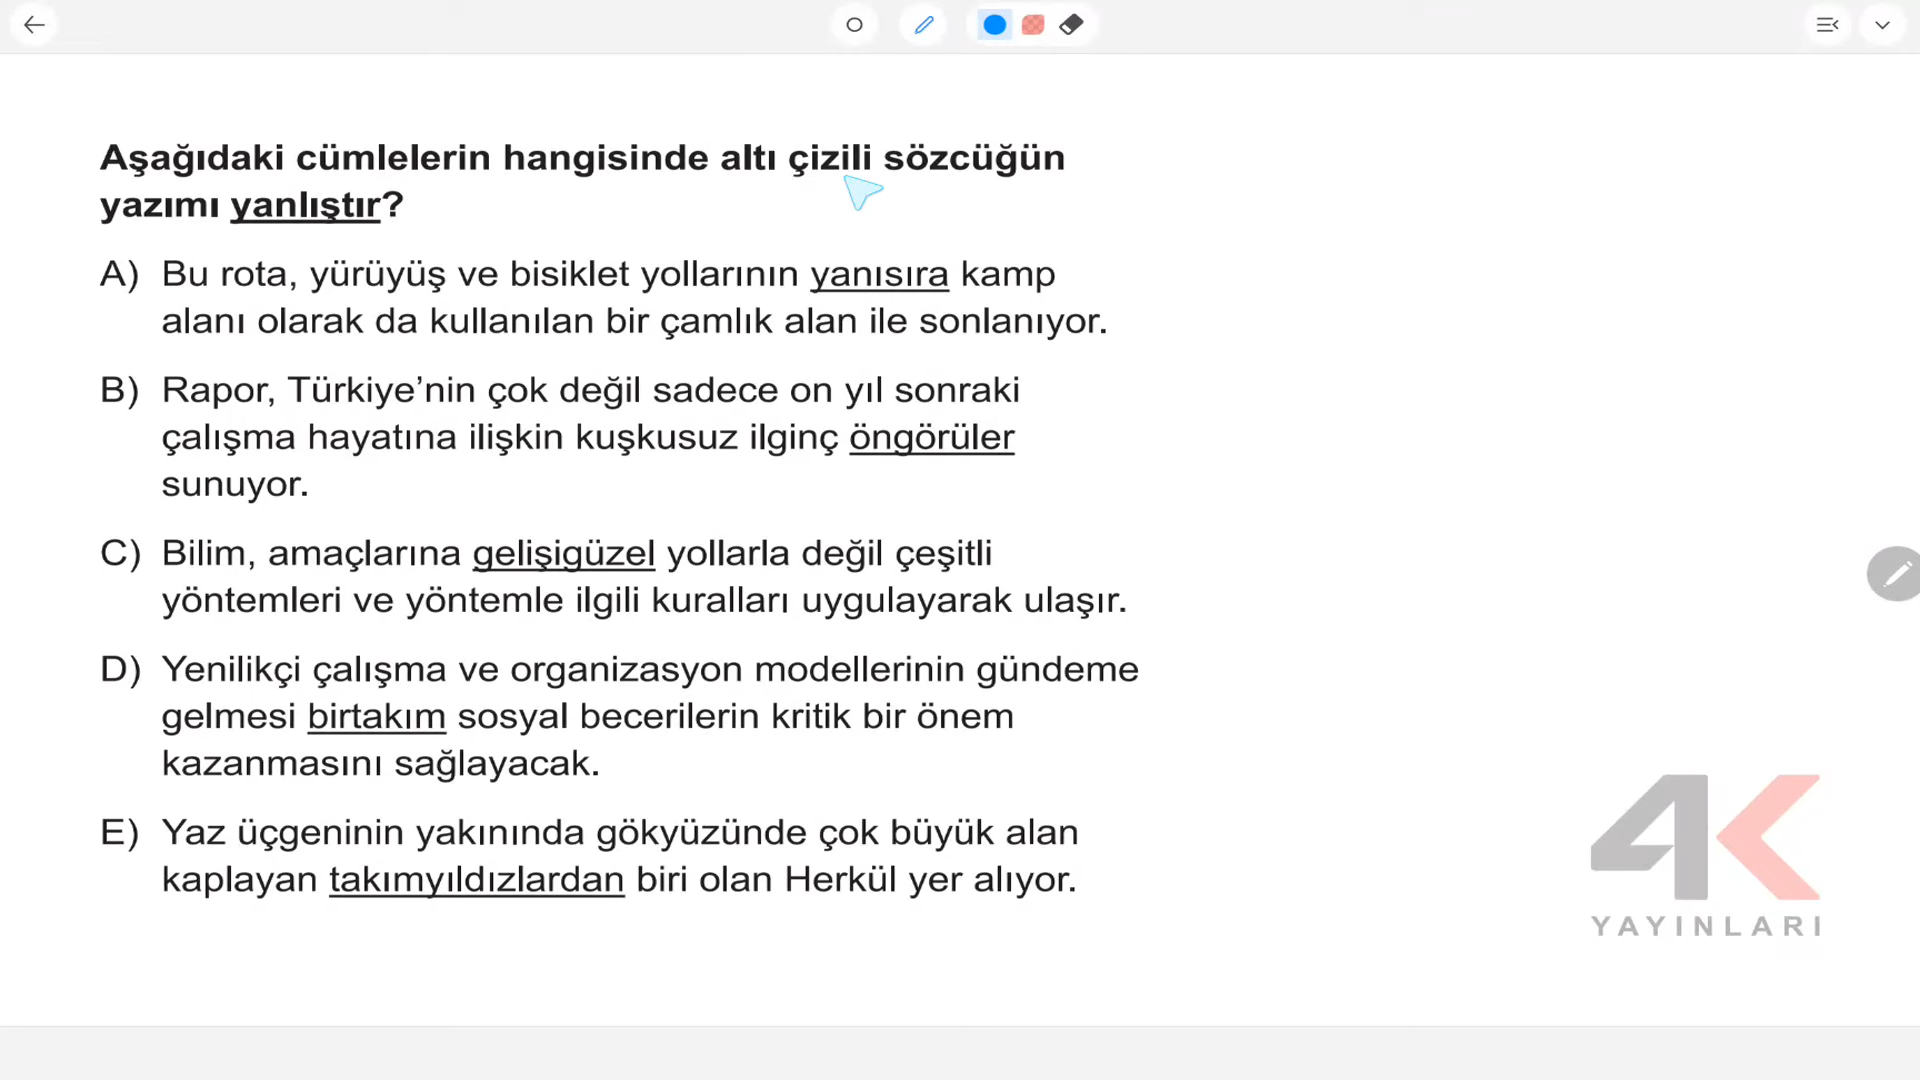 Aşağıdaki cümlelerin hangisinde altı çizili sözcüğün
yazımı yanlıştır?
A) Bu rota, yürüyüş ve bisiklet yollarının yanısıra kamp
alanı olarak da kullanılan bir çamlık alan ile sonlanıyor.
B) Rapor, Türkiye’nin çok değil sadece on yıl sonraki
çalışma hayatına ilişkin kuşkusuz ilginç öngörüler
sunuyor.
C) Bilim, amaçlarına gelişigüzel yollarla değil çeşitli
yöntemleri ve yöntemle ilgili kuralları uygulayarak ulaşır.
D) Yenilikçi çalışma ve organizasyon modellerinin gündeme
gelmesi birtakım sosyal becerilerin kritik bir önem
kazanmasını sağlayacak.
E) Yaz üçgeninin yakınında gökyüzünde çok büyük alan
kaplayan takımyıldızlardan biri olan Herkül yer alıyor.
4K
YAYINLARI